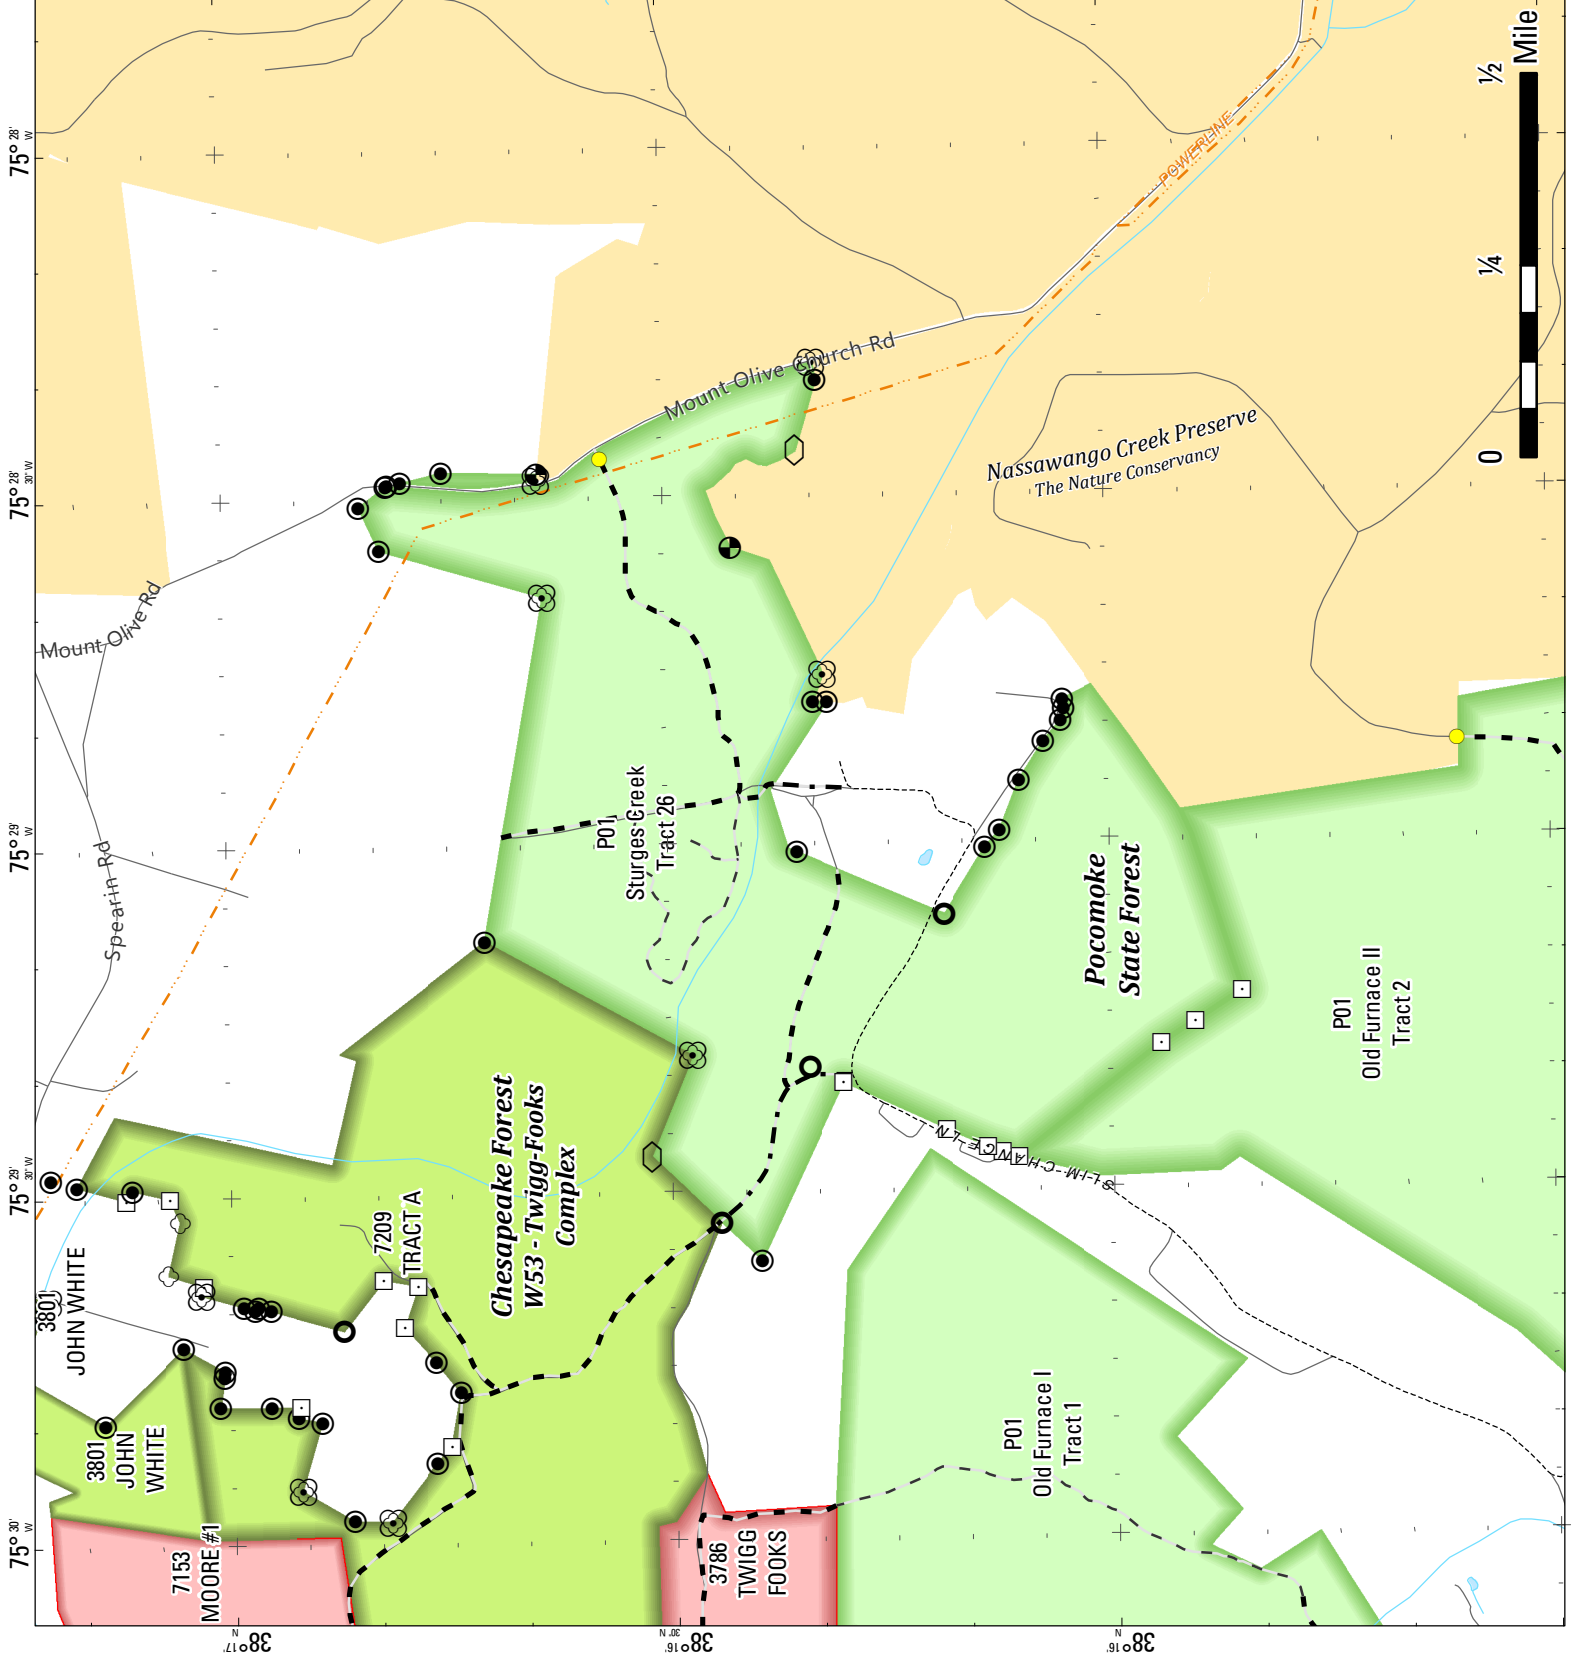 75° 28' W
75° 28' 30" W
75° 29' W
75° 29' 30" W
75° 30' W
38° 17' N
38° 16' 30" N
38° 16' N
Mount Olive Rd
Spearin Rd
Mount Olive Church Rd
POWERLINE
0 ¼ ½
Mile
Nassawango Creek Preserve
The Nature Conservancy
P01
Sturges Creek
Tract 26
Pocomoke
State Forest
P01
Old Furnace II
Tract 2
Chesapeake Forest
W53 - Twigg-Fooks
Complex
7209
TRACT A
3801
JOHN WHITE
3801
JOHN
WHITE
7153
MOORE #1
3786
TWIGG
FOOKS
P01
Old Furnace I
Tract 1
SLIM CHANCE LN